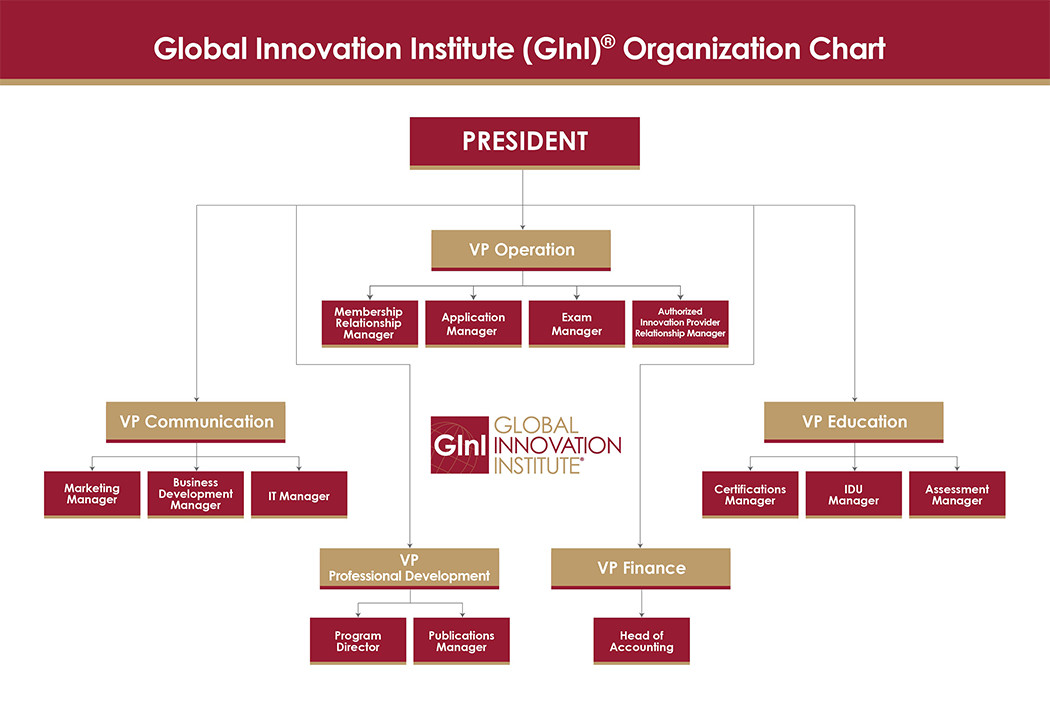 Global Innovation Institute (GInI)® Organization Chart
PRESIDENT
VP Operation
Membership
Relationship
Manager
Application
Manager
Exam
Manager
Authorized
Innovation Provider
Relationship Manager
VP Communication
Marketing
Manager
Business
Development
Manager
IT Manager
GInI
GLOBAL
INNOVATION
INSTITUTE®
VP Education
Certifications
Manager
IDU
Manager
Assessment
Manager
VP
Professional Development
Program
Director
Publications
Manager
VP Finance
Head of
Accounting